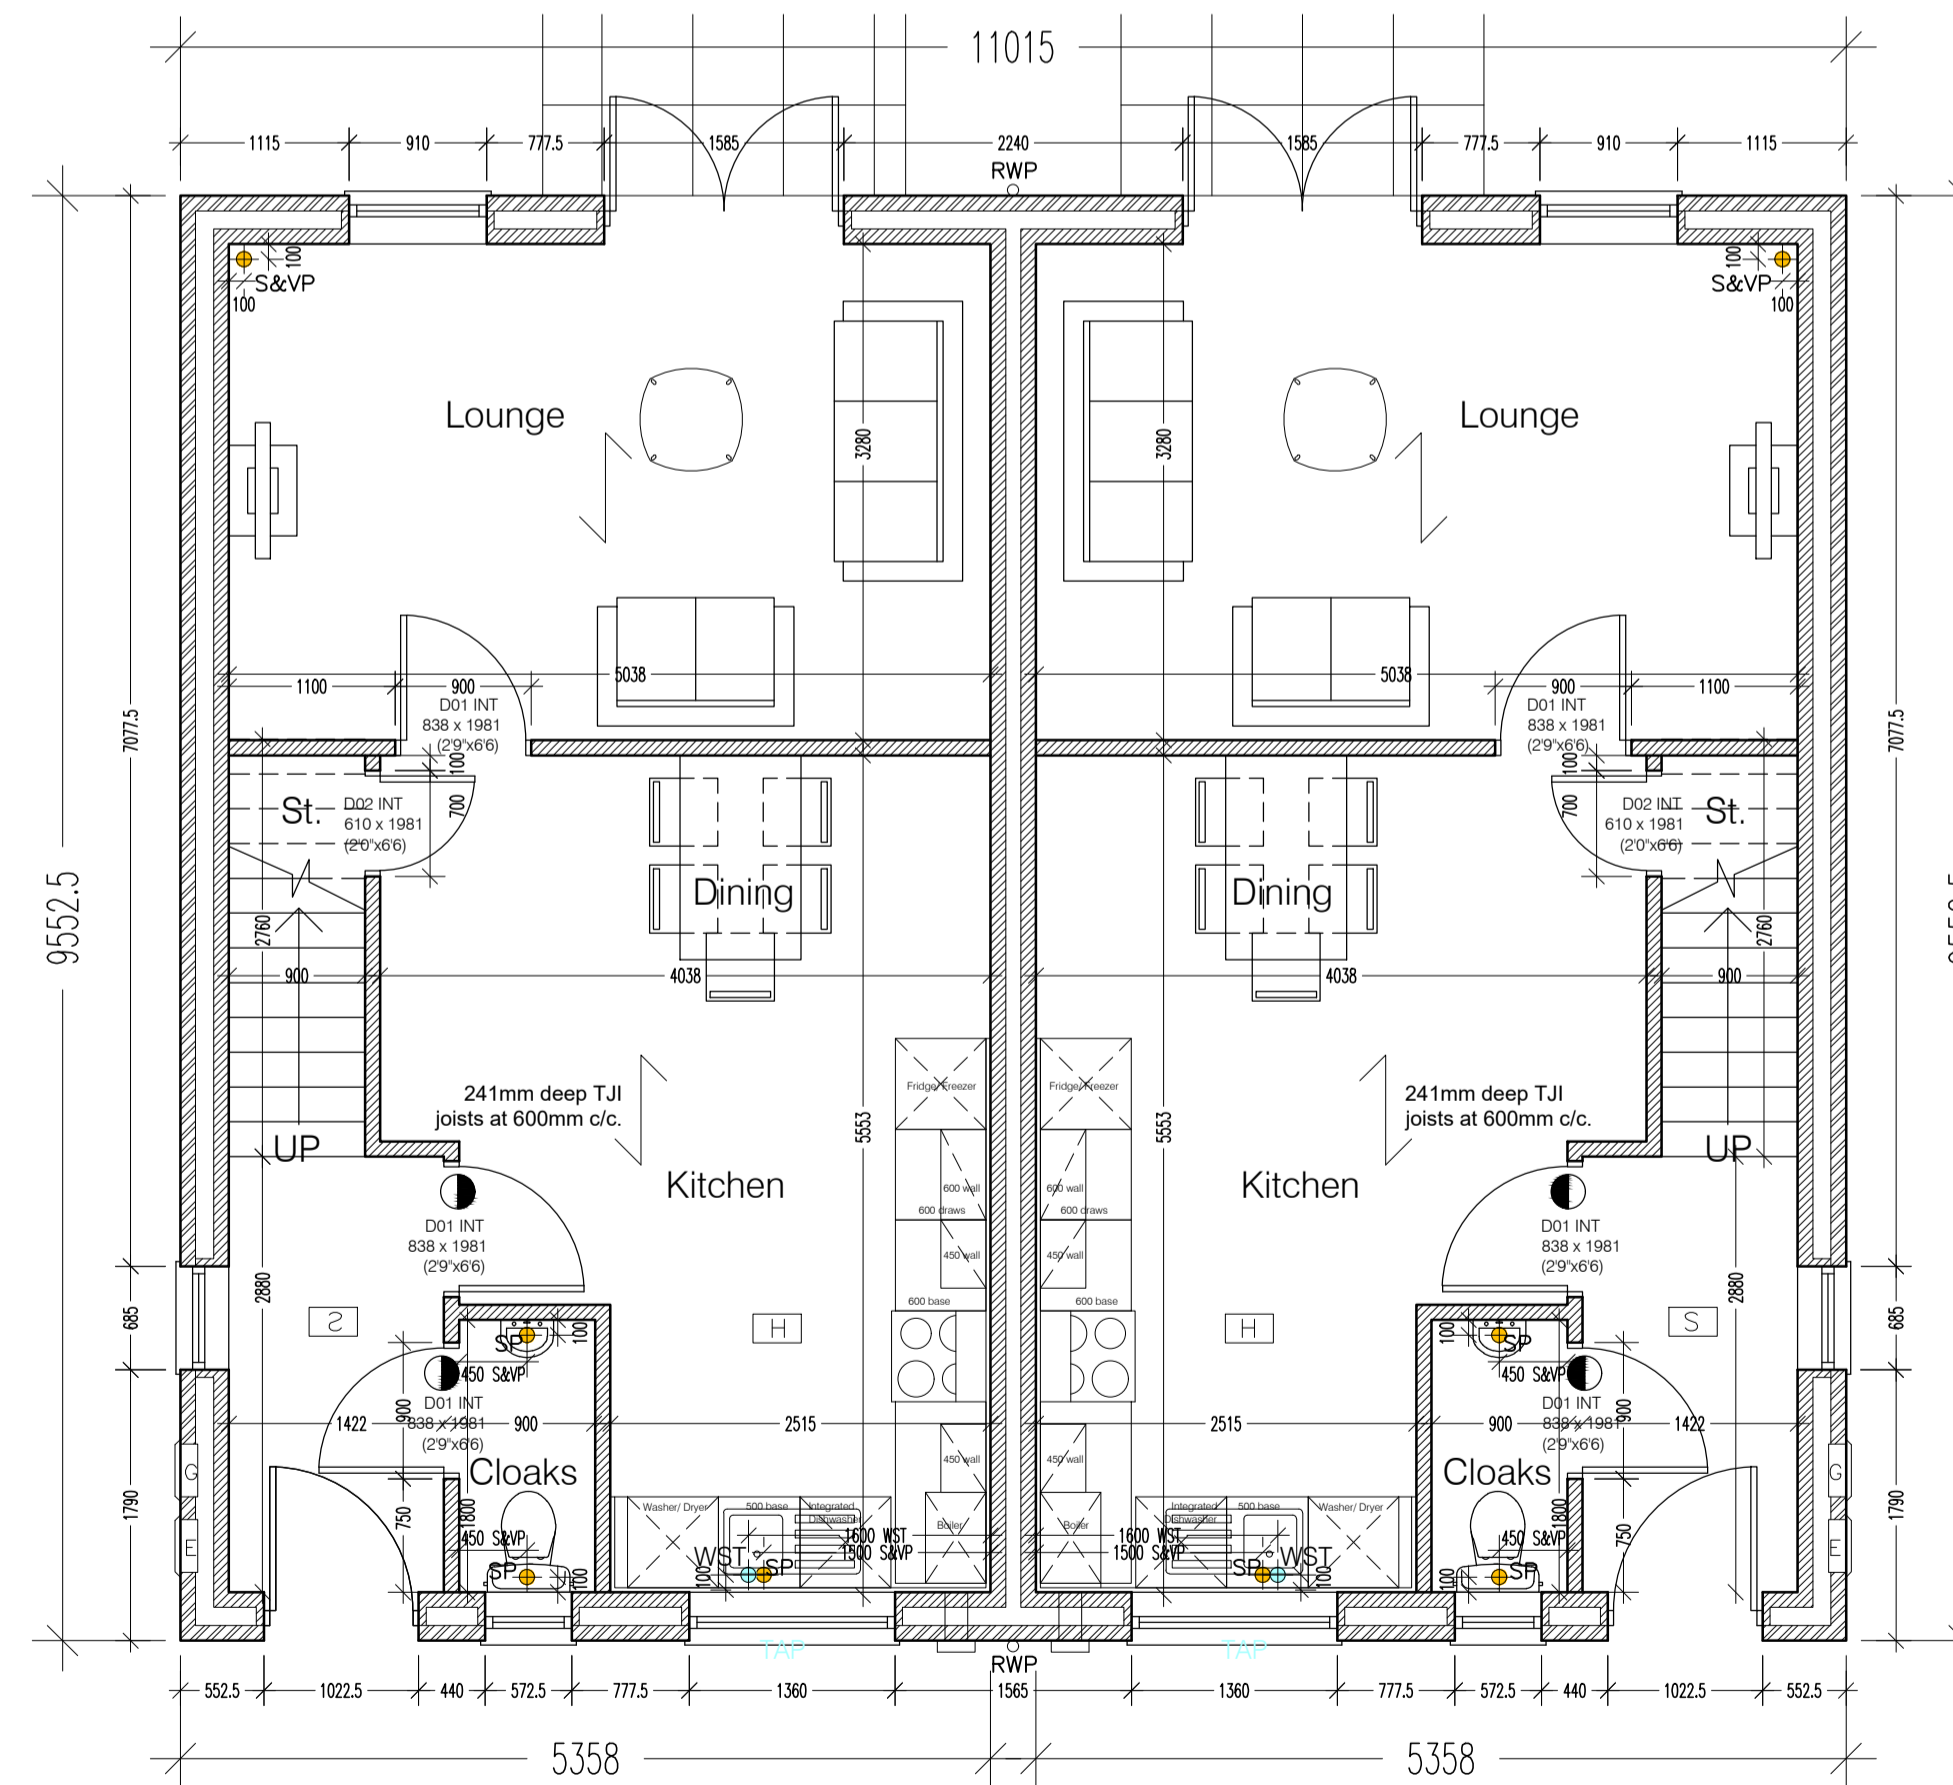 11015
1115 910 777.5 1585 2240 1585 777.5 910 1115
RWP
100 100
S&VP S&VP
100 100
Lounge Lounge
3280 3280
5038 5038
1100 900 900 1100
D01 INT D01 INT
838 x 1981 838 x 1981
(2'9"x6'6) (2'9"x6'6)
7077.5 7077.5
100 100
St. D02 INT 700 700 D02 INT St.
610 x 1981 610 x 1981
(2'0"x6'6) (2'0"x6'6)
Dining Dining
9552.5
2760 2760
900 4038 4038 900
Fridge/Freezer Fridge/Freezer
241mm deep TJI 241mm deep TJI
joists at 600mm c/c. joists at 600mm c/c.
5553 5553
UP UP
Kitchen Kitchen
600 wall 600 wall
600 draws 600 draws
D01 INT D01 INT
838 x 1981 838 x 1981
(2'9"x6'6) (2'9"x6'6)
450 wall 450 wall
2880 2880
600 base 600 base
685 S H H S 685
100 100
SP SP
450 S&VP 450 S&VP
D01 INT D01 INT
838 x 1981 838 x 1981
(2'9"x6'6) (2'9"x6'6)
900 900
1422 900 2515 2515 900 1422
450 wall 450 wall
G Cloaks Cloaks G
1790 1790
750 1800 1800 750
Washer/ Dryer 500 base Integrated Dishwasher Integrated Dishwasher 500 base Washer/ Dryer
Boiler Boiler
1600 WST 1600 WST
1500 S&VP 1500 S&VP
E 450 S&VP 450 S&VP E
WST SP SP WST
SP SP
100 100 100 100
TAP TAP
RWP
552.5 1022.5 440 572.5 777.5 1360 1565 1360 777.5 572.5 440 1022.5 552.5
5358 5358